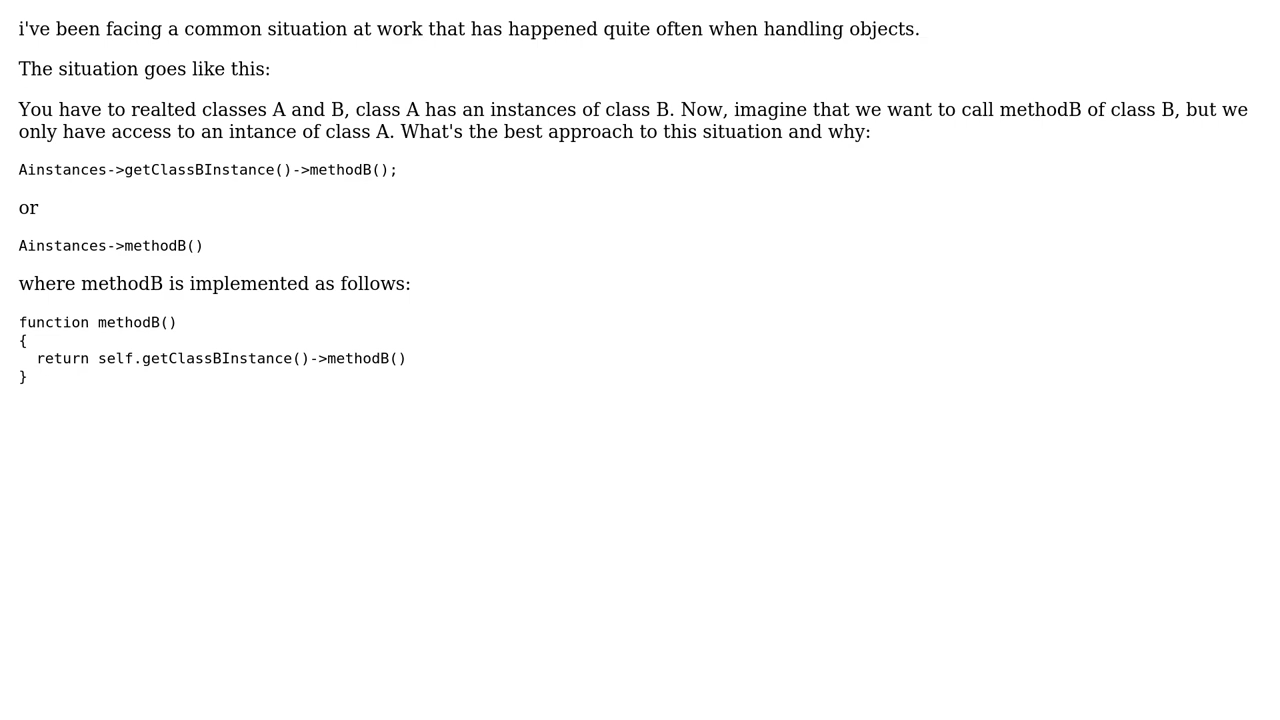 i've been facing a common situation at work that has happened quite often when handling objects.
The situation goes like this:
You have to realted classes A and B, class A has an instances of class B. Now, imagine that we want to call methodB of class B, but we
only have access to an intance of class A. What's the best approach to this situation and why:
Ainstances->getClassBInstance()->methodB();
or
Ainstances->methodB()
where methodB is implemented as follows:
function methodB()
{
  return self.getClassBInstance()->methodB()
}